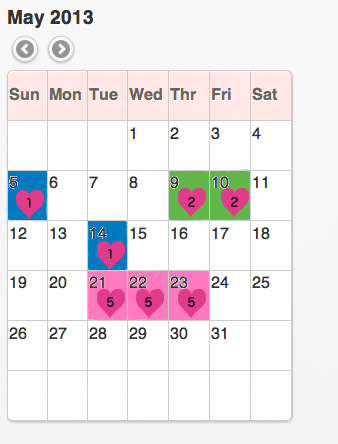 May 2013
Sun Mon Tue Wed Thr Fri Sat
1 2 3 4
5 6 7 8 9 10 11
1 2 2
12 13 14 15 16 17 18
1
19 20 21 22 23 24 25
5 5 5
26 27 28 29 30 31